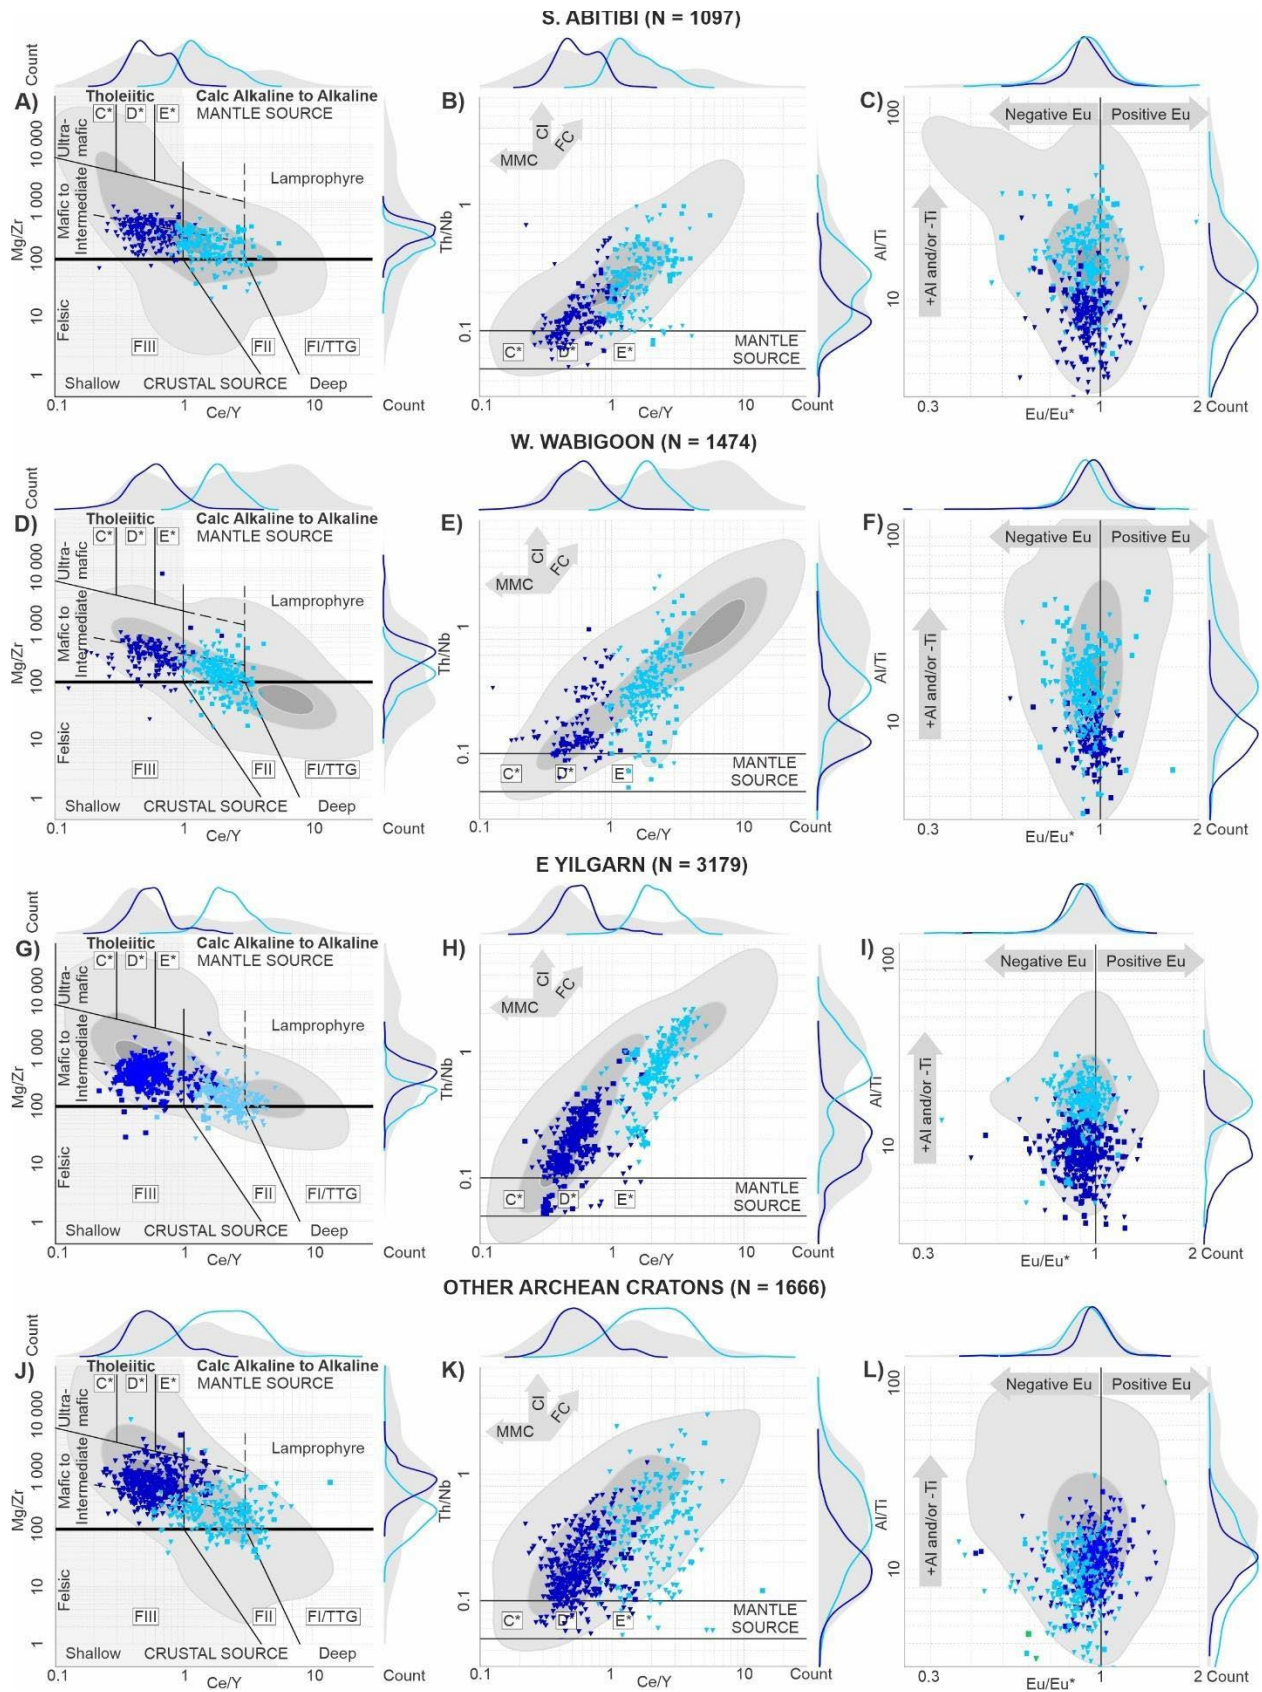 S. ABITIBI (N = 1097)
Count
A)
Tholeiitic
Calc Alkaline to Alkaline
C* D* E* MANTLE SOURCE
Ultra-
mafic
Mafic to
Intermediate
Lamprophyre
Felsic
Mg/Zr
10 000
1 000
100
10
1
FIII FII FI/TTG
Shallow CRUSTAL SOURCE Deep
0.1 1 10
Ce/Y
Count
B)
CI
FC
MMC
Th/Nb
1
0.1
MANTLE
SOURCE
C* D* E*
0.1 1 10
Ce/Y
C)
Negative Eu Positive Eu
Al/Ti
100
10
+Al and/or -Ti
0.3 1 2
Eu/Eu*
Count
W. WABIGOON (N = 1474)
Count
D)
Tholeiitic
Calc Alkaline to Alkaline
C* D* E* MANTLE SOURCE
Ultra-
mafic
Mafic to
Intermediate
Lamprophyre
Felsic
Mg/Zr
10 000
1 000
100
10
1
FIII FII FI/TTG
Shallow CRUSTAL SOURCE Deep
0.1 1 10
Ce/Y
Count
E)
CI
FC
MMC
Th/Nb
1
0.1
MANTLE
SOURCE
C* D* E*
0.1 1 10
Ce/Y
F)
Negative Eu Positive Eu
Al/Ti
100
10
+Al and/or -Ti
0.3 1 2
Eu/Eu*
Count
E YILGARN (N = 3179)
Count
G)
Tholeiitic
Calc Alkaline to Alkaline
C* D* E* MANTLE SOURCE
Ultra-
mafic
Mafic to
Intermediate
Lamprophyre
Felsic
Mg/Zr
10 000
1 000
100
10
1
FIII FII FI/TTG
Shallow CRUSTAL SOURCE Deep
0.1 1 10
Ce/Y
Count
H)
CI
FC
MMC
Th/Nb
1
0.1
MANTLE
SOURCE
C* D* E*
0.1 1 10
Ce/Y
I)
Negative Eu Positive Eu
Al/Ti
100
10
+Al and/or -Ti
0.3 1 2
Eu/Eu*
Count
OTHER ARCHEAN CRATONS (N = 1666)
Count
J)
Tholeiitic
Calc Alkaline to Alkaline
C* D* E* MANTLE SOURCE
Ultra-
mafic
Mafic to
Intermediate
Lamprophyre
Felsic
Mg/Zr
10 000
1 000
100
10
1
FIII FII FI/TTG
Shallow CRUSTAL SOURCE Deep
0.1 1 10
Ce/Y
Count
K)
CI
FC
MMC
Th/Nb
1
0.1
MANTLE
SOURCE
C* D* E*
0.1 1 10
Ce/Y
L)
Negative Eu Positive Eu
Al/Ti
100
10
+Al and/or -Ti
0.3 1 2
Eu/Eu*
Count